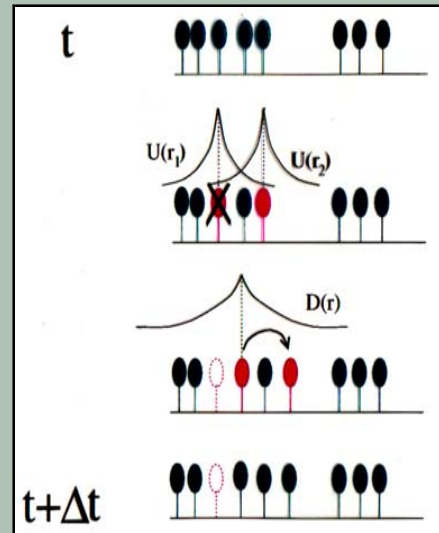 t
U(r₁)
U(r₂)
D(r)
t+Δt